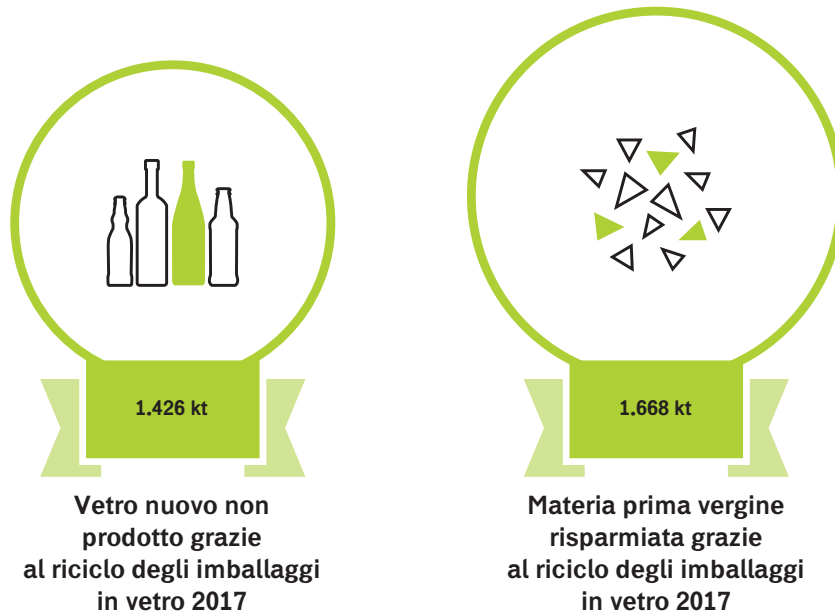 1.426 kt
Vetro nuovo non
prodotto grazie
al riciclo degli imballaggi
in vetro 2017
1.668 kt
Materia prima vergine
risparmiata grazie
al riciclo degli imballaggi
in vetro 2017